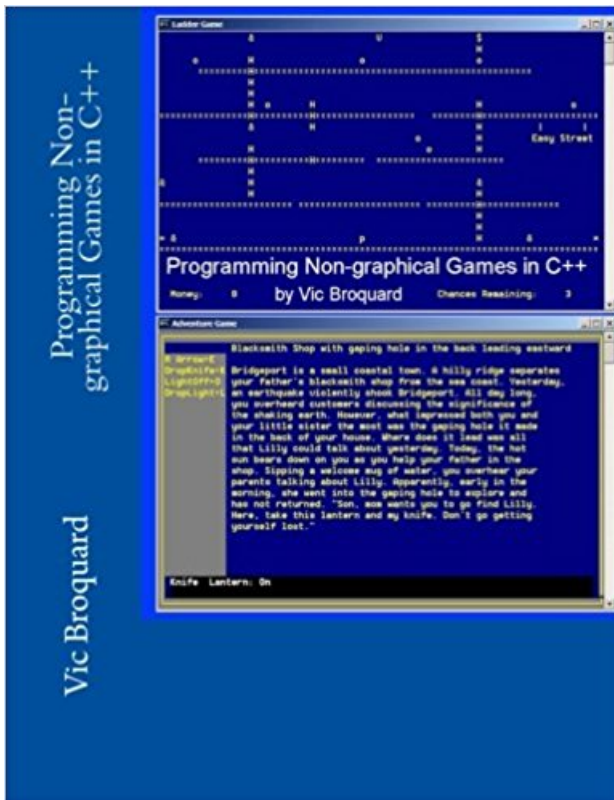 Programming Non-
graphical Games in C++
Vic Broquard
Ladder Game
& U $
H
o H o o
H
H
H o H H o
& H H | |
o H Easy Street
H o H
H H H
H
& H &
H H
H
H
* & p H & *
Programming Non-graphical Games in C++
Money: 0 by Vic Broquard Chances Remaining: 3
Adventure Game
Blacksmith Shop with gaping hole in the back leading eastward
R Arrow=E
DropKnife=K
LightOff=O
DropLight=L
Bridgeport is a small coastal town. A hilly ridge separates
your father's blacksmith shop from the sea coast. Yesterday,
an earthquake violently shook Bridgeport. All day long,
you overheard customers discussing the significance of
the shaking earth. However, what impressed both you and
your little sister the most was the gaping hole it made
in the back of your house. Where does it lead was all
that Lilly could talk about yesterday. Today, the hot
sun bears down on you as you help your father in the
shop. Sipping a welcome mug of water, you overhear your
parents talking about Lilly. Apparently, early in the
morning, she went into the gaping hole to explore and
has not returned. "Son, mom wants you to go find Lilly.
Here, take this lantern and my knife. Don't go getting
yourself lost."
Knife Lantern: On